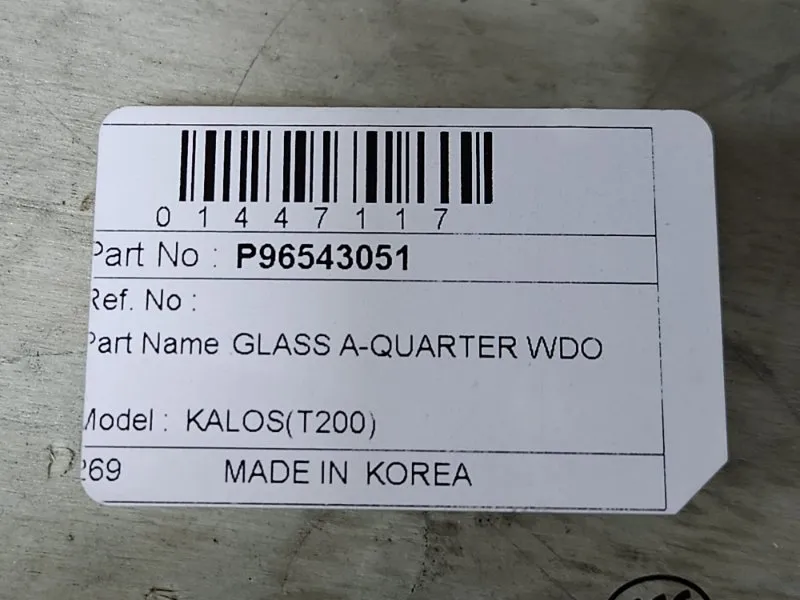 01447117
Part No : P96543051
Ref. No :
Part Name GLASS A-QUARTER WDO
Model : KALOS(T200)
269 MADE IN KOREA